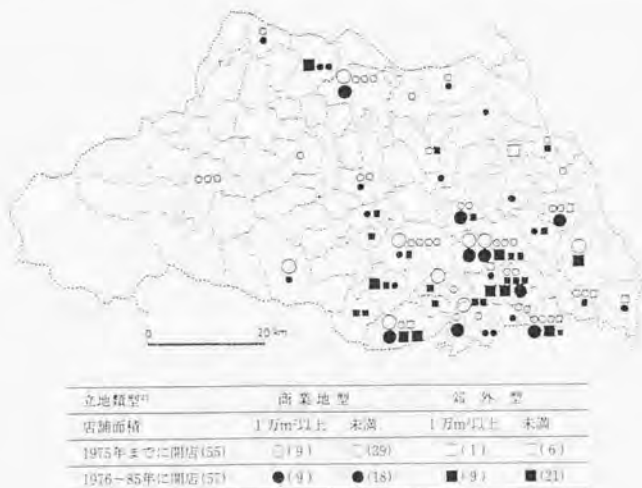 0 20 km
立地類型²⁾ 商業地型 郊外型
店舗面積 1万m²以上 未満 1万m²以上 未満
1975年までに開店(55) ○(9) ○(39) □(1) □(6)
1976~85年に開店(57) ●(9) ●(18) ■(9) ■(21)